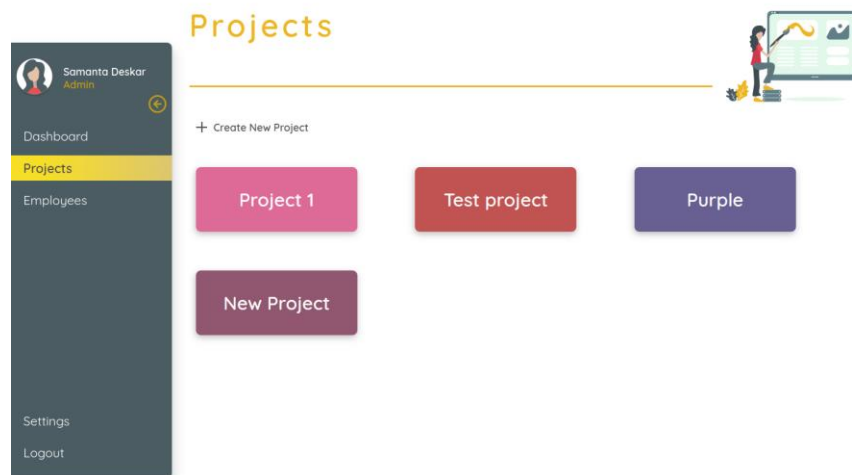 Projects
Samanta Deskar
Admin
Dashboard
Projects
Employees
Settings
Logout
+ Create New Project
Project 1
Test project
Purple
New Project